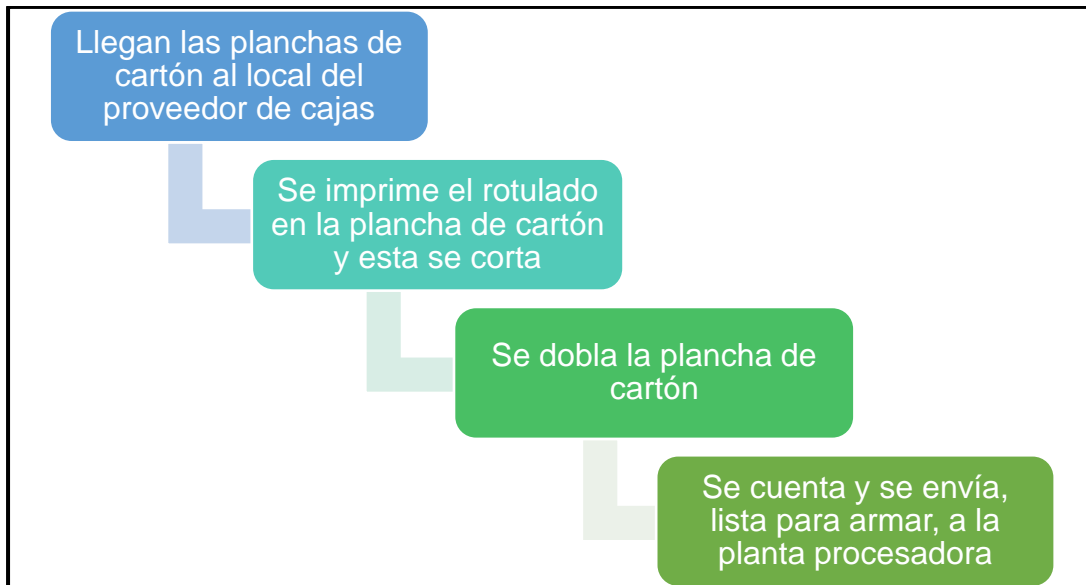 Llegan las planchas de
cartón al local del
proveedor de cajas
Se imprime el rotulado
en la plancha de cartón
y esta se corta
Se dobla la plancha de
cartón
Se cuenta y se envía,
lista para armar, a la
planta procesadora